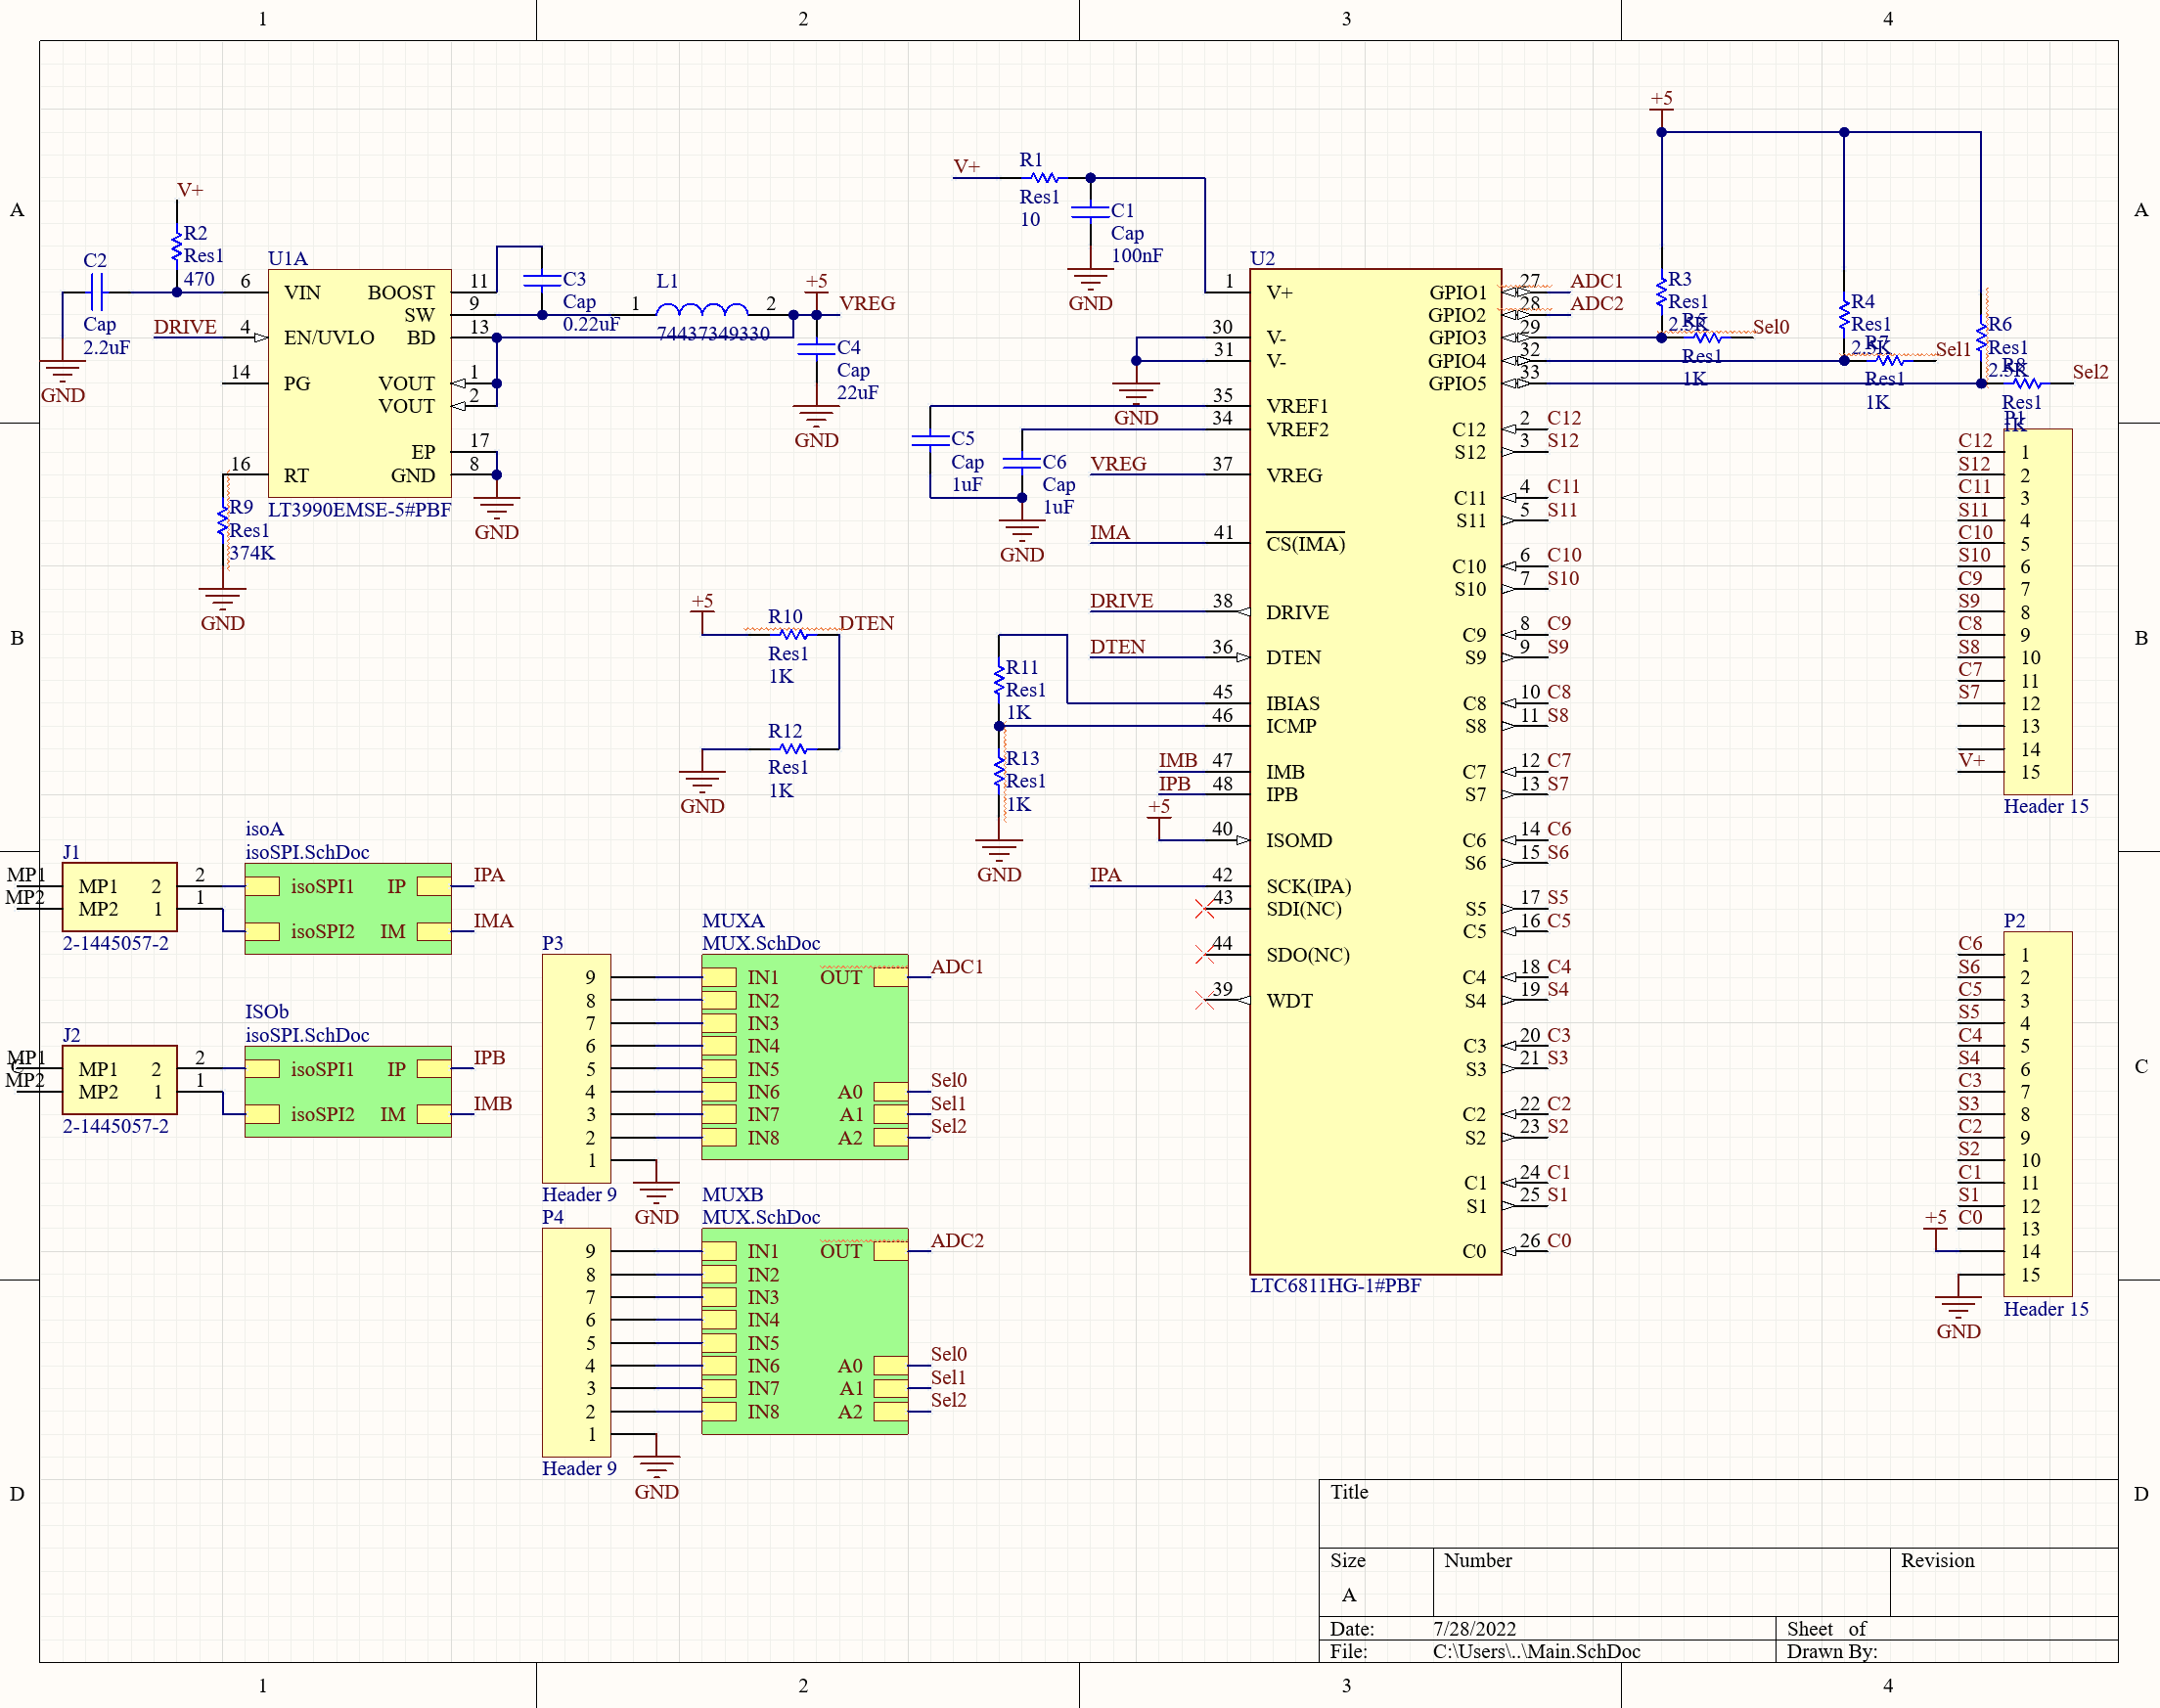 1 2 3 4
A A
B B
C C
D D
1 2 3 4
V+
R2
Res1
470
C2
Cap
2.2uF
GND
DRIVE
U1A
6 VIN
4 EN/UVLO
14 PG
16 RT
BOOST 11
SW 9
BD 13
VOUT 1
VOUT 2
EP 17
GND 8
LT3990EMSE-5#PBF
R9
Res1
374K
GND
GND
C3
Cap
0.22uF
L1
1 2
74437349330
+5
VREG
C4
Cap
22uF
GND
V+
R1
Res1
10
C1
Cap
100nF
GND
GND
C5
Cap
1uF
C6
Cap
1uF
GND
VREG
IMA
DRIVE
DTEN
R11
Res1
1K
R13
Res1
1K
GND
IMB
IPB
+5
IPA
+5
R10
Res1
1K
DTEN
R12
Res1
1K
GND
U2
1 V+
30 V-
31 V-
35 VREF1
34 VREF2
37 VREG
41 CS(IMA)
38 DRIVE
36 DTEN
45 IBIAS
46 ICMP
47 IMB
48 IPB
40 ISOMD
42 SCK(IPA)
43 SDI(NC)
44 SDO(NC)
39 WDT
GPIO1 27 ADC1
GPIO2 28 ADC2
GPIO3 29
GPIO4 32
GPIO5 33
C12 2 C12
S12 3 S12
C11 4 C11
S11 5 S11
C10 6 C10
S10 7 S10
C9 8 C9
S9 9 S9
C8 10 C8
S8 11 S8
C7 12 C7
S7 13 S7
C6 14 C6
S6 15 S6
S5 17 S5
C5 16 C5
C4 18 C4
S4 19 S4
C3 20 C3
S3 21 S3
C2 22 C2
S2 23 S2
C1 24 C1
S1 25 S1
C0 26 C0
LTC6811HG-1#PBF
+5
R3
Res1
2.5K
R5
Res1
1K
Sel0
R4
Res1
2.5K
R7
Res1
1K
Sel1
R6
Res1
2.5K
R8
Res1
1K
Sel2
P1
C12 1
S12 2
C11 3
S11 4
C10 5
S10 6
C9 7
S9 8
C8 9
S8 10
C7 11
S7 12
13
14
V+ 15
Header 15
P2
C6 1
S6 2
C5 3
S5 4
C4 5
S4 6
C3 7
S3 8
C2 9
S2 10
C1 11
S1 12
C0 13
+5 14
15
GND
Header 15
J1
MP1 MP1 2 2
MP2 MP2 1 1
2-1445057-2
isoA
isoSPI.SchDoc
isoSPI1 IP IPA
isoSPI2 IM IMA
J2
MP1 MP1 2 2
MP2 MP2 1 1
2-1445057-2
ISOb
isoSPI.SchDoc
isoSPI1 IP IPB
isoSPI2 IM IMB
P3
9
8
7
6
5
4
3
2
1
Header 9
GND
MUXA
MUX.SchDoc
IN1 OUT ADC1
IN2
IN3
IN4
IN5
IN6 A0 Sel0
IN7 A1 Sel1
IN8 A2 Sel2
P4
9
8
7
6
5
4
3
2
1
Header 9
GND
MUXB
MUX.SchDoc
IN1 OUT ADC2
IN2
IN3
IN4
IN5
IN6 A0 Sel0
IN7 A1 Sel1
IN8 A2 Sel2
Title
Size Number Revision
A
Date: 7/28/2022 Sheet of
File: C:\Users\..\Main.SchDoc Drawn By: